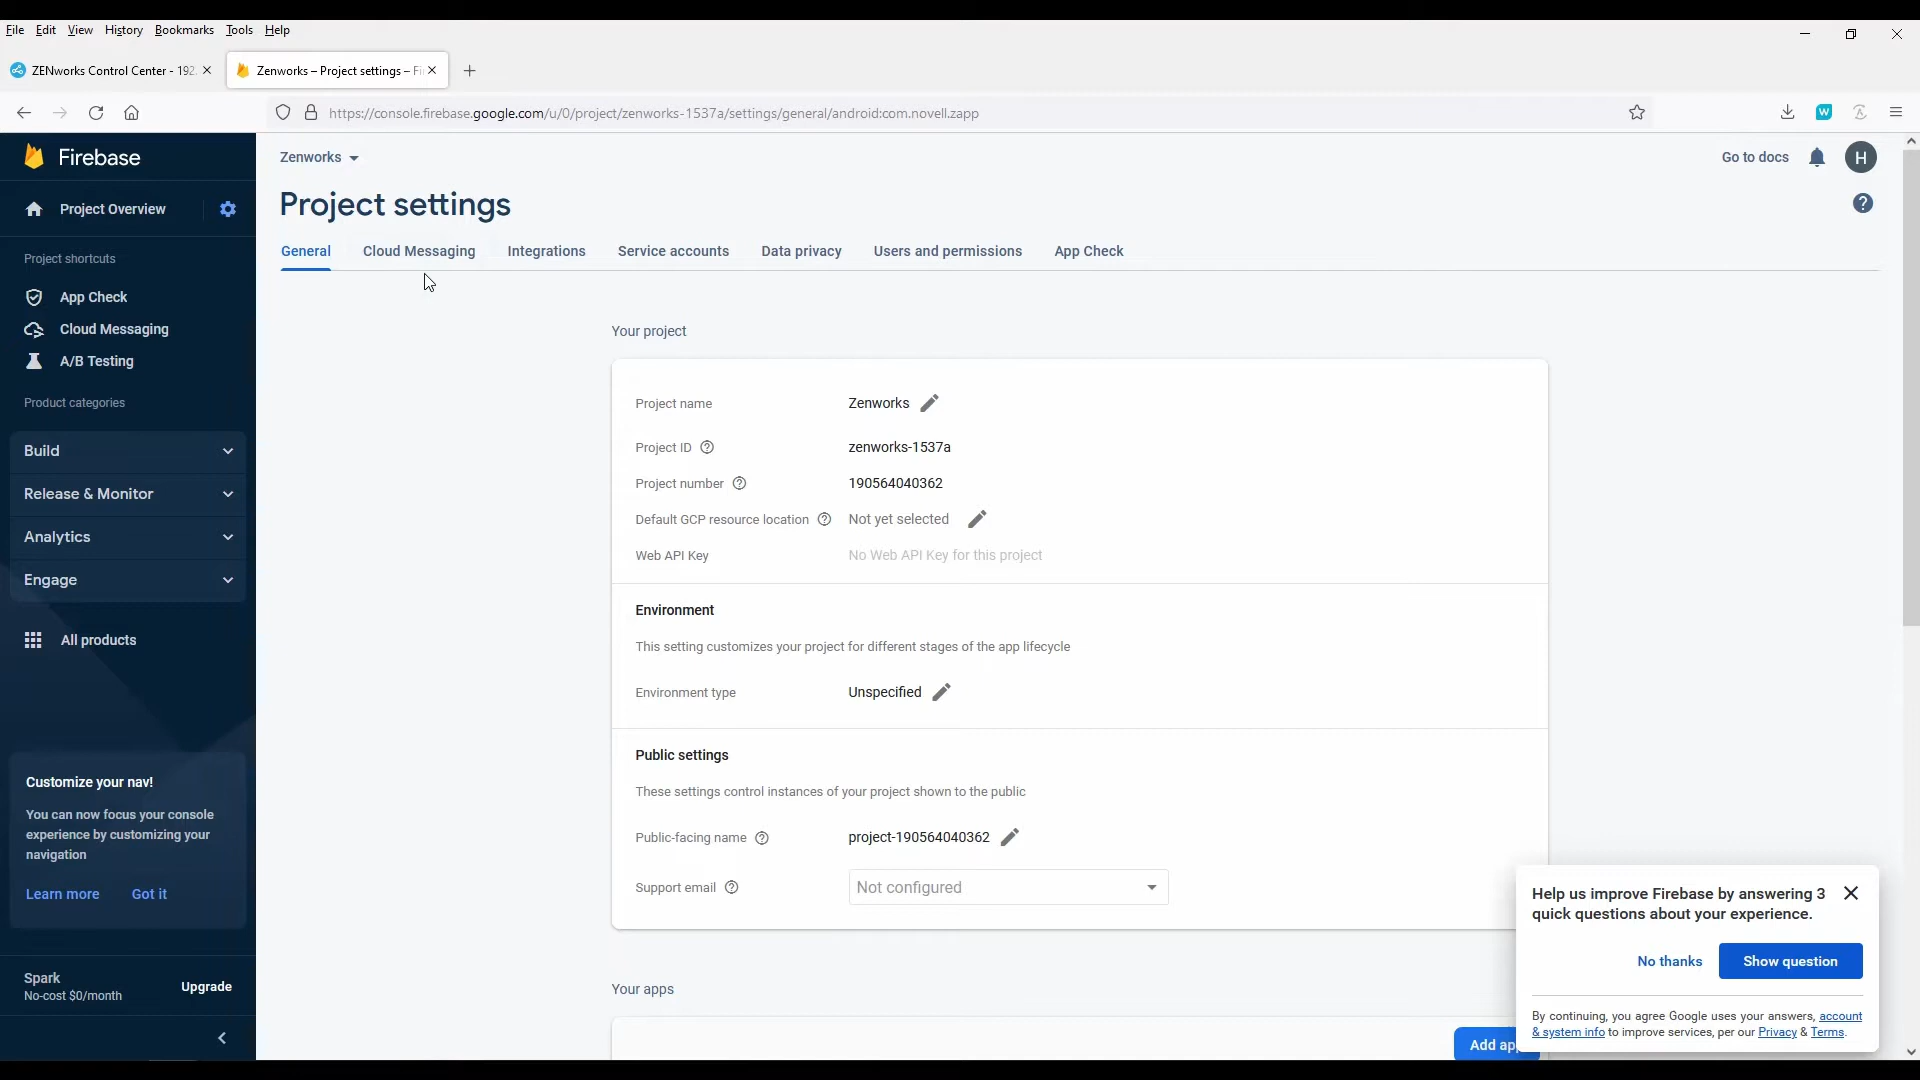 File Edit View History Bookmarks Tools Help
ZENworks Control Center - 192.
Zenworks – Project settings – Fi
https://console.firebase.google.com/u/0/project/zenworks-1537a/settings/general/android:com.novell.zapp
W
Firebase
Zenworks
Go to docs
H
Project Overview
Project settings
?
General Cloud Messaging Integrations Service accounts Data privacy Users and permissions App Check
Project shortcuts
App Check
Cloud Messaging
A/B Testing
Product categories
Build
Release & Monitor
Analytics
Engage
All products
Customize your nav!
You can now focus your console
experience by customizing your
navigation
Learn more Got it
Spark
No-cost $0/month
Upgrade
Your project
Project name Zenworks
Project ID ? zenworks-1537a
Project number ? 190564040362
Default GCP resource location ? Not yet selected
Web API Key No Web API Key for this project
Environment
This setting customizes your project for different stages of the app lifecycle
Environment type Unspecified
Public settings
These settings control instances of your project shown to the public
Public-facing name ? project-190564040362
Support email ? Not configured
Your apps
Add ap
Help us improve Firebase by answering 3
quick questions about your experience.
No thanks Show question
By continuing, you agree Google uses your answers, account
& system info to improve services, per our Privacy & Terms.